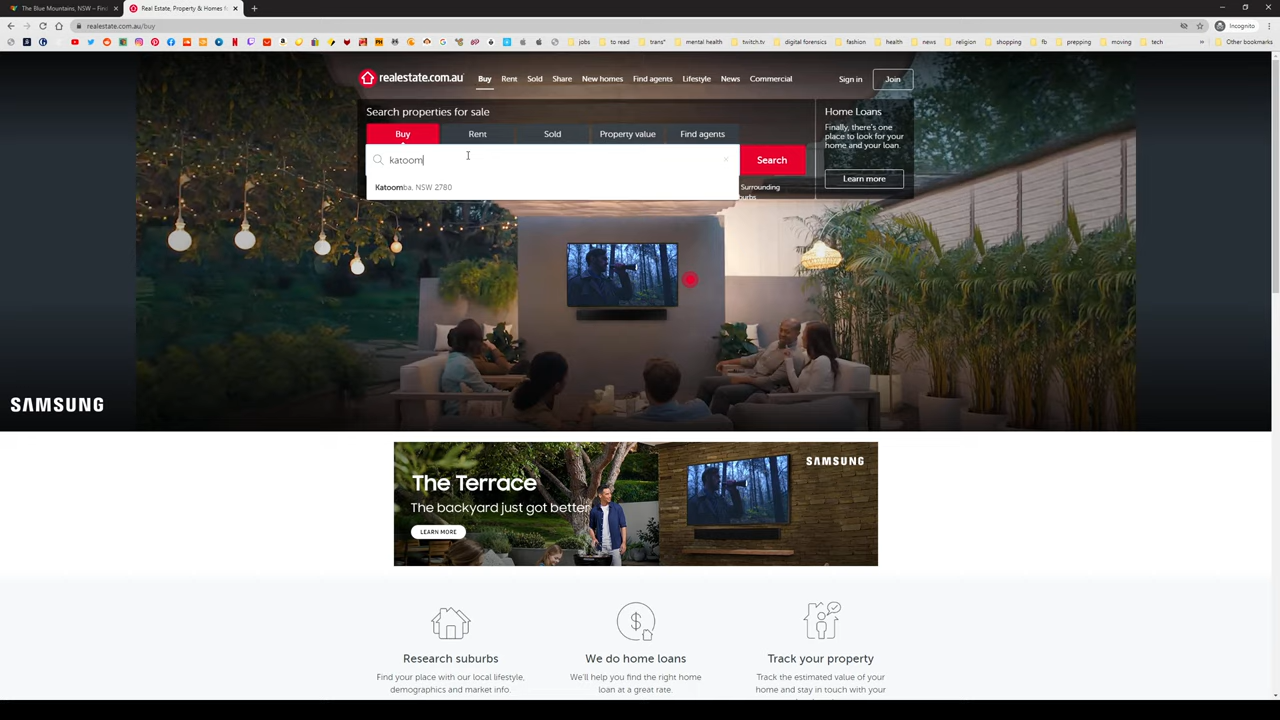 The Blue Mountains, NSW – Fin
Real Estate, Property & Homes f
realestate.com.au/buy
Incognito
jobs
to read
trans*
mental health
twitch.tv
digital forensics
fashion
health
news
religion
shopping
fb
prepping
moving
tech
Other bookmarks
realestate.com.au
Buy
Rent
Sold
Share
New homes
Find agents
Lifestyle
News
Commercial
Sign in
Join
Search properties for sale
Buy
Rent
Sold
Property value
Find agents
katoom
Search
Katoomba, NSW 2780
Surrounding
urbs
Home Loans
Finally, there's one
place to look for your
home and your loan.
Learn more
SAMSUNG
The Terrace
The backyard just got better
LEARN MORE
SAMSUNG
Research suburbs
Find your place with our local lifestyle,
demographics and market info.
We do home loans
We'll help you find the right home
loan at a great rate.
Track your property
Track the estimated value of your
home and stay in touch with your